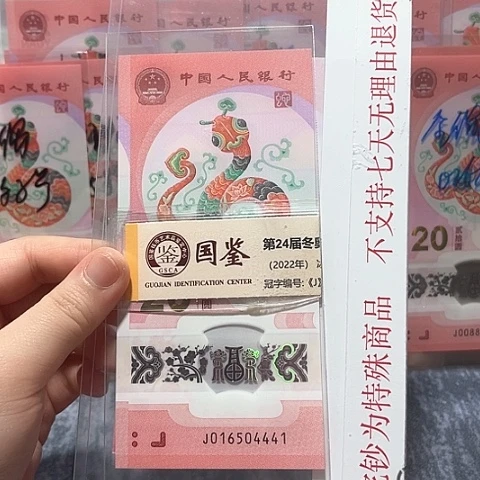 中国人民银行
中国人民银行
中国人民银行
20
J0088
国鉴
鉴
GSCA
GUOJIAN IDENTIFICATION CENTER
第24届冬
(2022年)
冠字编号:《J
J016504441
钞为特殊商品 不支持七天无理由退货